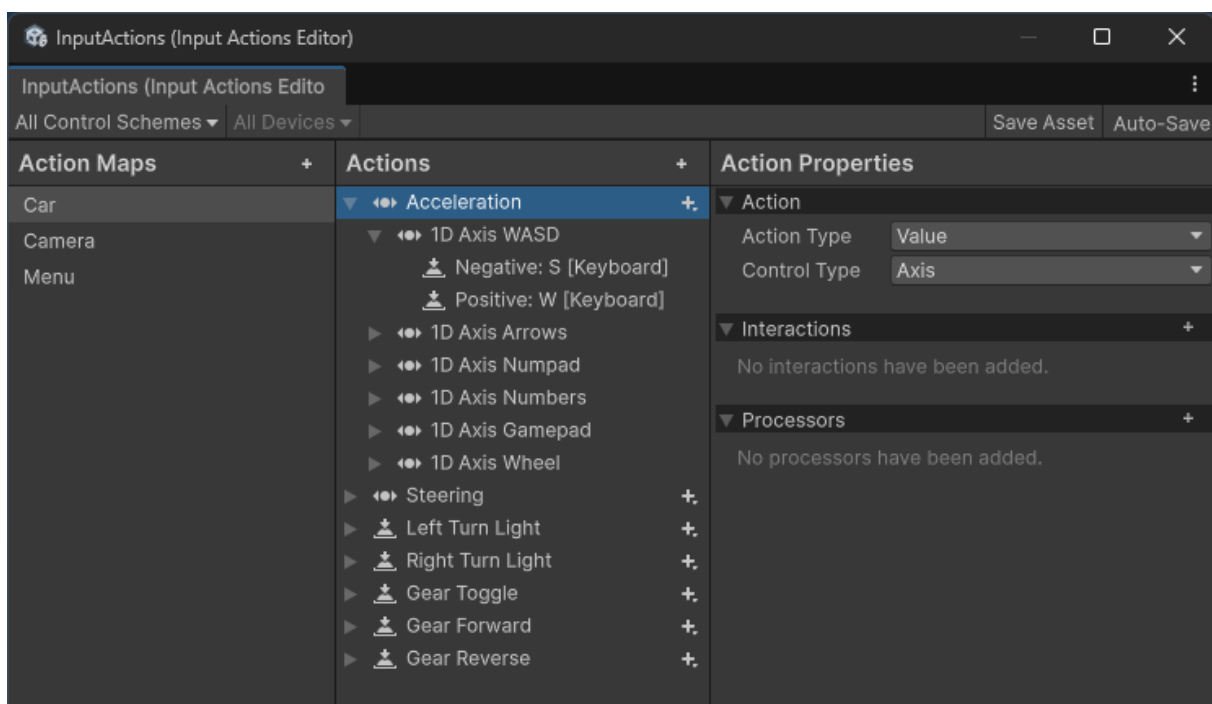 InputActions (Input Actions Editor)
InputActions (Input Actions Edito
All Control Schemes All Devices Save Asset Auto-Save
Action Maps +
Car
Camera
Menu
Actions +
Acceleration +
1D Axis WASD
Negative: S [Keyboard]
Positive: W [Keyboard]
1D Axis Arrows
1D Axis Numpad
1D Axis Numbers
1D Axis Gamepad
1D Axis Wheel
Steering +
Left Turn Light +
Right Turn Light +
Gear Toggle +
Gear Forward +
Gear Reverse +
Action Properties
Action
Action Type Value
Control Type Axis
Interactions +
No interactions have been added.
Processors +
No processors have been added.